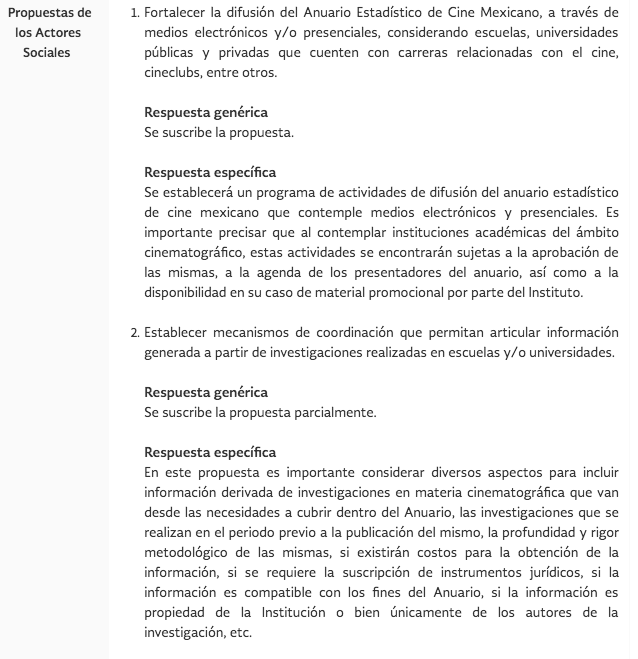 Propuestas de
los Actores
Sociales
1. Fortalecer la difusión del Anuario Estadístico de Cine Mexicano, a través de
medios electrónicos y/o presenciales, considerando escuelas, universidades
públicas y privadas que cuenten con carreras relacionadas con el cine,
cineclubs, entre otros.
Respuesta genérica
Se suscribe la propuesta.
Respuesta específica
Se establecerá un programa de actividades de difusión del anuario estadístico
de cine mexicano que contemple medios electrónicos y presenciales. Es
importante precisar que al contemplar instituciones académicas del ámbito
cinematográfico, estas actividades se encontrarán sujetas a la aprobación de
las mismas, a la agenda de los presentadores del anuario, así como a la
disponibilidad en su caso de material promocional por parte del Instituto.
2. Establecer mecanismos de coordinación que permitan articular información
generada a partir de investigaciones realizadas en escuelas y/o universidades.
Respuesta genérica
Se suscribe la propuesta parcialmente.
Respuesta específica
En este propuesta es importante considerar diversos aspectos para incluir
información derivada de investigaciones en materia cinematográfica que van
desde las necesidades a cubrir dentro del Anuario, las investigaciones que se
realizan en el periodo previo a la publicación del mismo, la profundidad y rigor
metodológico de las mismas, si existirán costos para la obtención de la
información, si se requiere la suscripción de instrumentos jurídicos, si la
información es compatible con los fines del Anuario, si la información es
propiedad de la Institución o bien únicamente de los autores de la
investigación, etc.